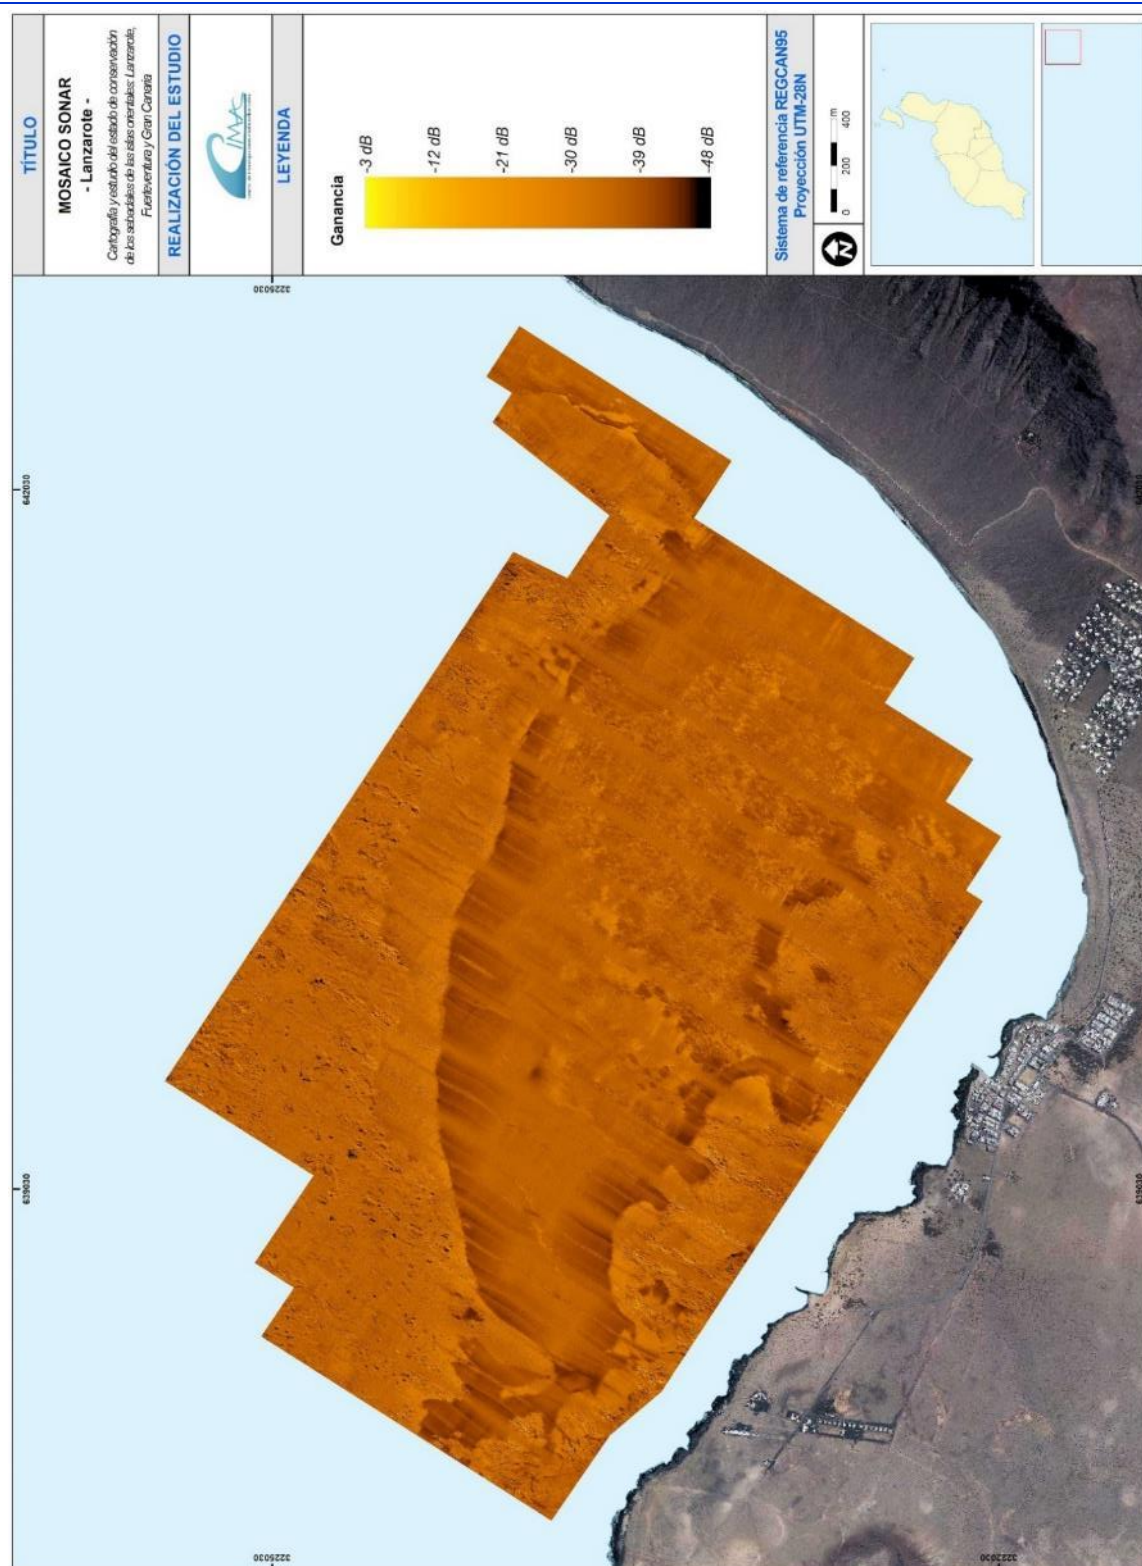 TÍTULO
MOSAICO SONAR
- Lanzarote -
Cartografía y estudio del estado de conservación
de los sebadales de las islas orientales: Lanzarote,
Fuerteventura y Gran Canaria
REALIZACIÓN DEL ESTUDIO
CIMA
LEYENDA
Ganancia
-3 dB
-12 dB
-21 dB
-30 dB
-39 dB
-48 dB
Sistema de referencia REGCAN95
Proyección UTM-28N
N
0 200 400
m
642030
639030
3225030
3225030
639030